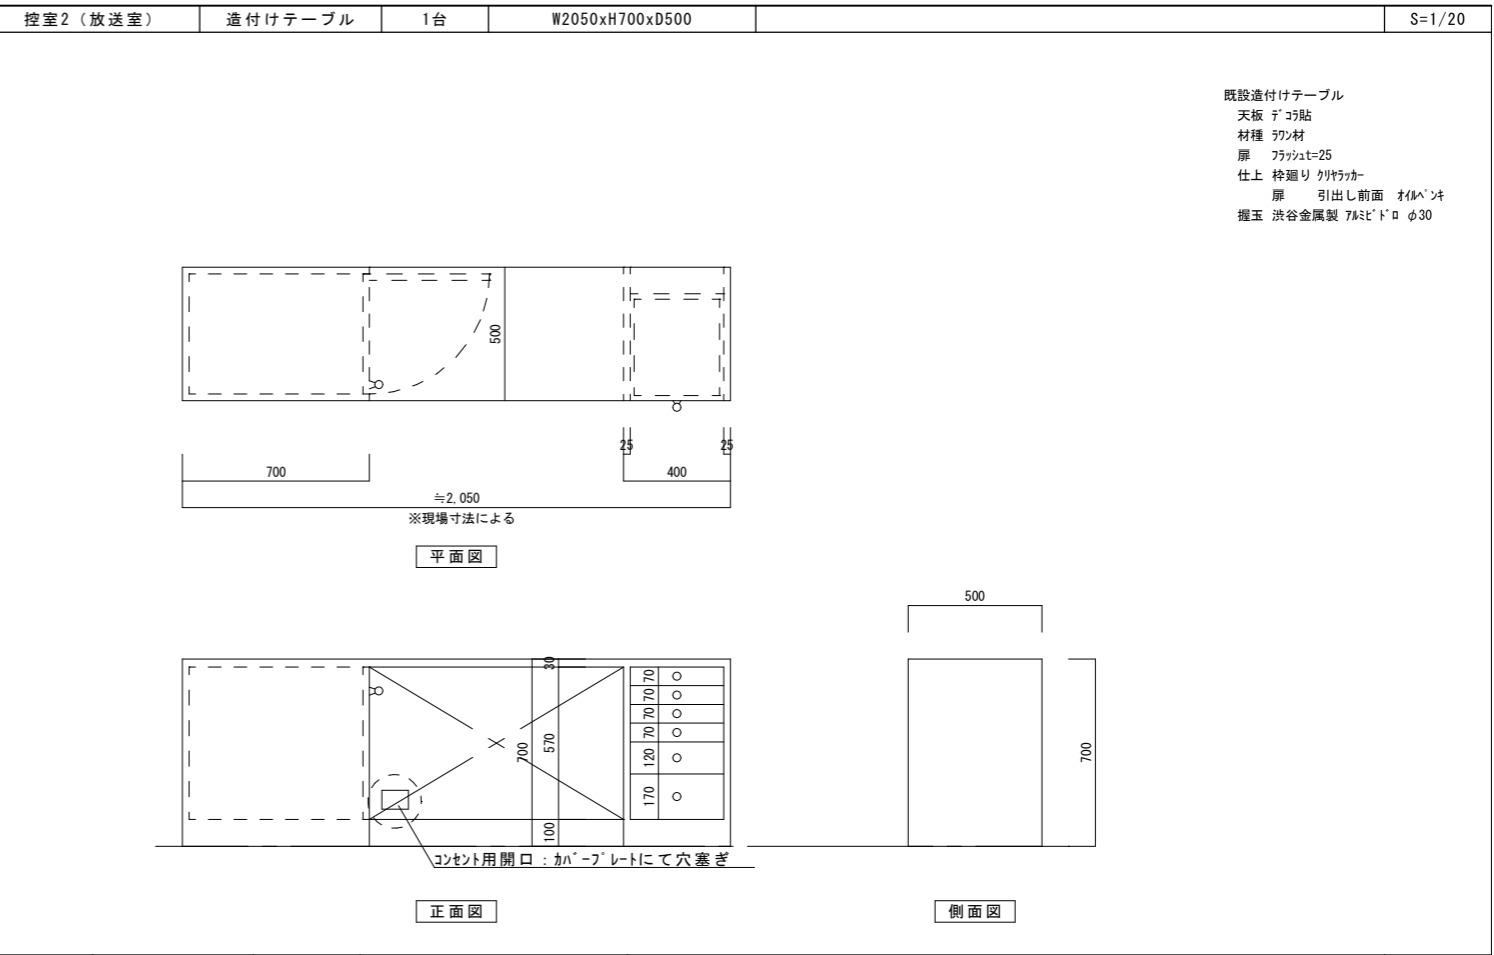 控室2（放送室） 造付けテーブル 1台 W2050xH700xD500 S=1/20
既設造付けテーブル
天板 ﾃﾞｺﾗ貼
材種 ﾗﾜﾝ材
扉 ﾌﾗｯｼｭt=25
仕上 枠廻り ｸﾘﾔﾗｯｶｰ
扉 引出し前面 ｵｲﾙﾍﾟﾝｷ
握玉 渋谷金属製 ｱﾙﾐﾋﾞﾄﾞﾛ φ30
500
25 25
700 400
≒2,050
※現場寸法による
平面図
500
30
70
70
70
70
120
170
700 570
100
700
ｺﾝｾﾝﾄ用開口：ｶﾊﾞｰﾌﾟﾚｰﾄにて穴塞ぎ
正面図 側面図